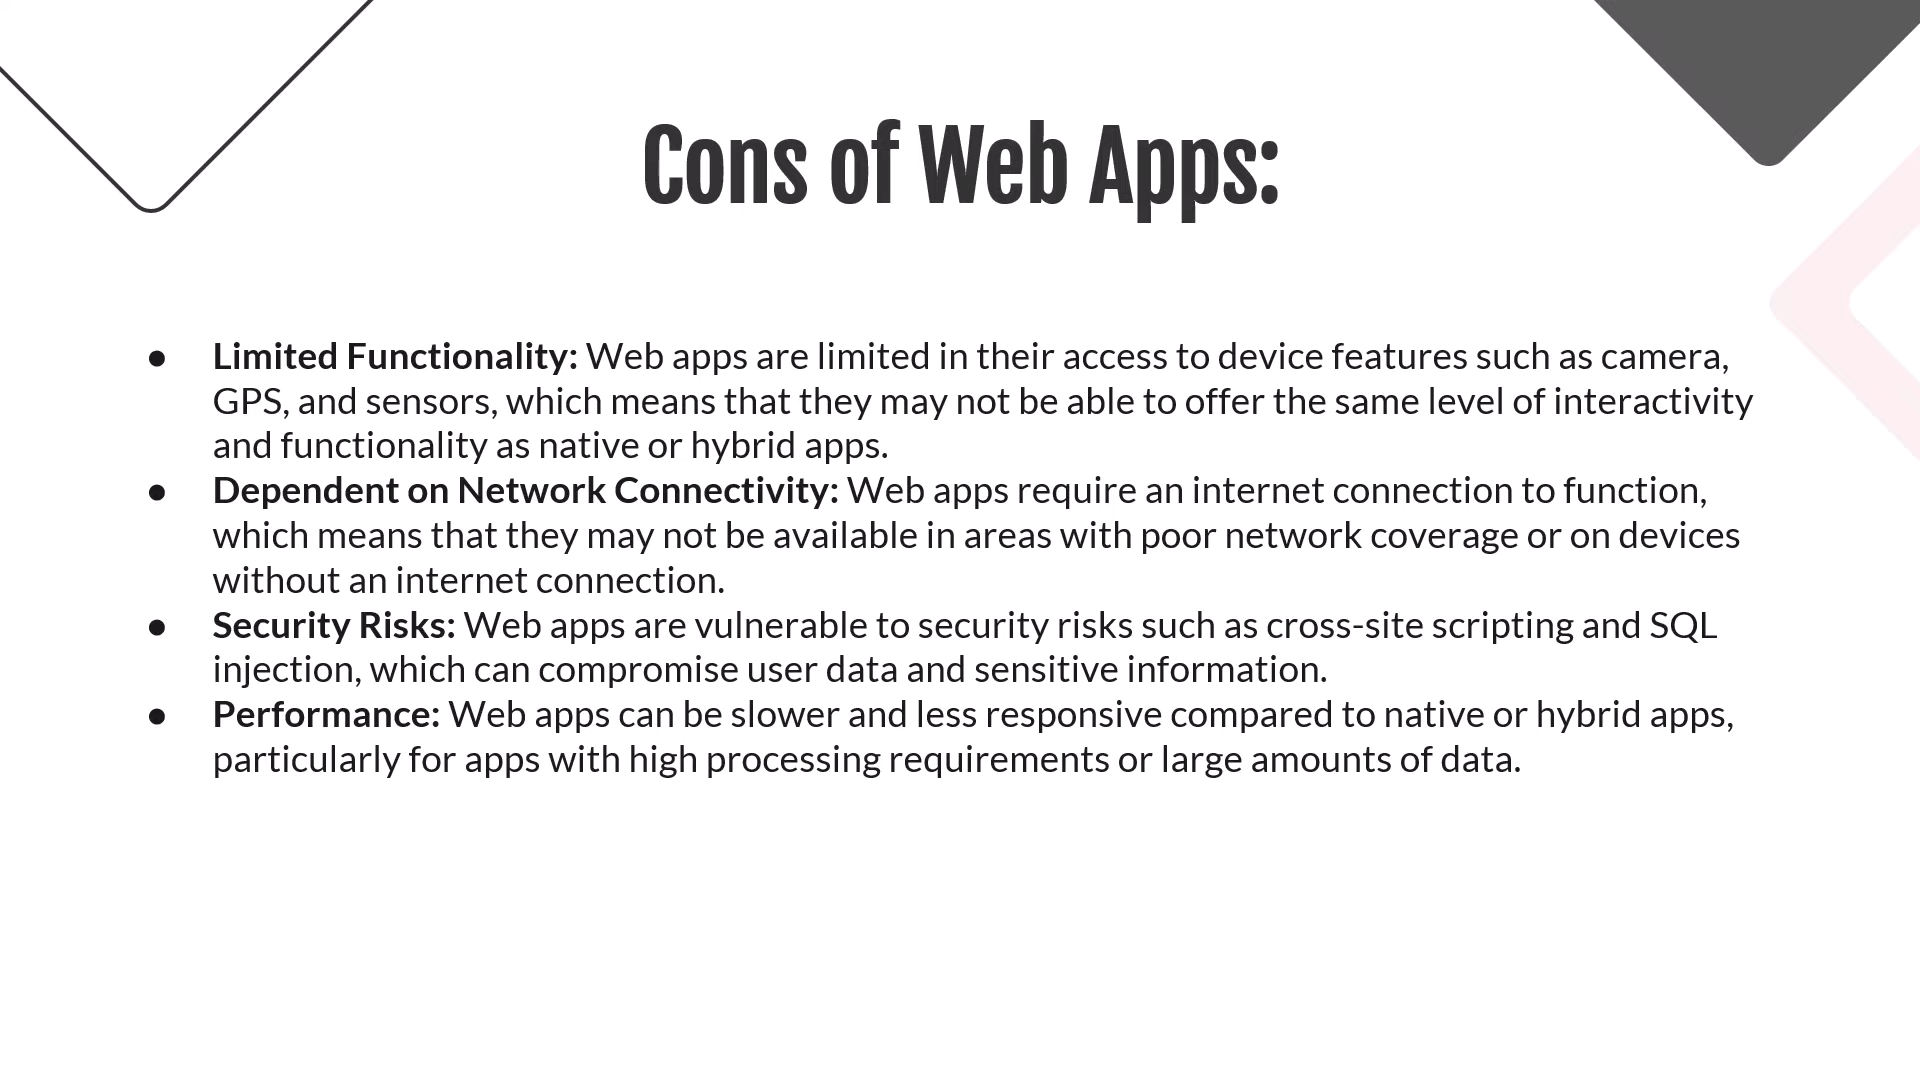 Cons of Web Apps:
● Limited Functionality: Web apps are limited in their access to device features such as camera,
GPS, and sensors, which means that they may not be able to offer the same level of interactivity
and functionality as native or hybrid apps.
● Dependent on Network Connectivity: Web apps require an internet connection to function,
which means that they may not be available in areas with poor network coverage or on devices
without an internet connection.
● Security Risks: Web apps are vulnerable to security risks such as cross-site scripting and SQL
injection, which can compromise user data and sensitive information.
● Performance: Web apps can be slower and less responsive compared to native or hybrid apps,
particularly for apps with high processing requirements or large amounts of data.